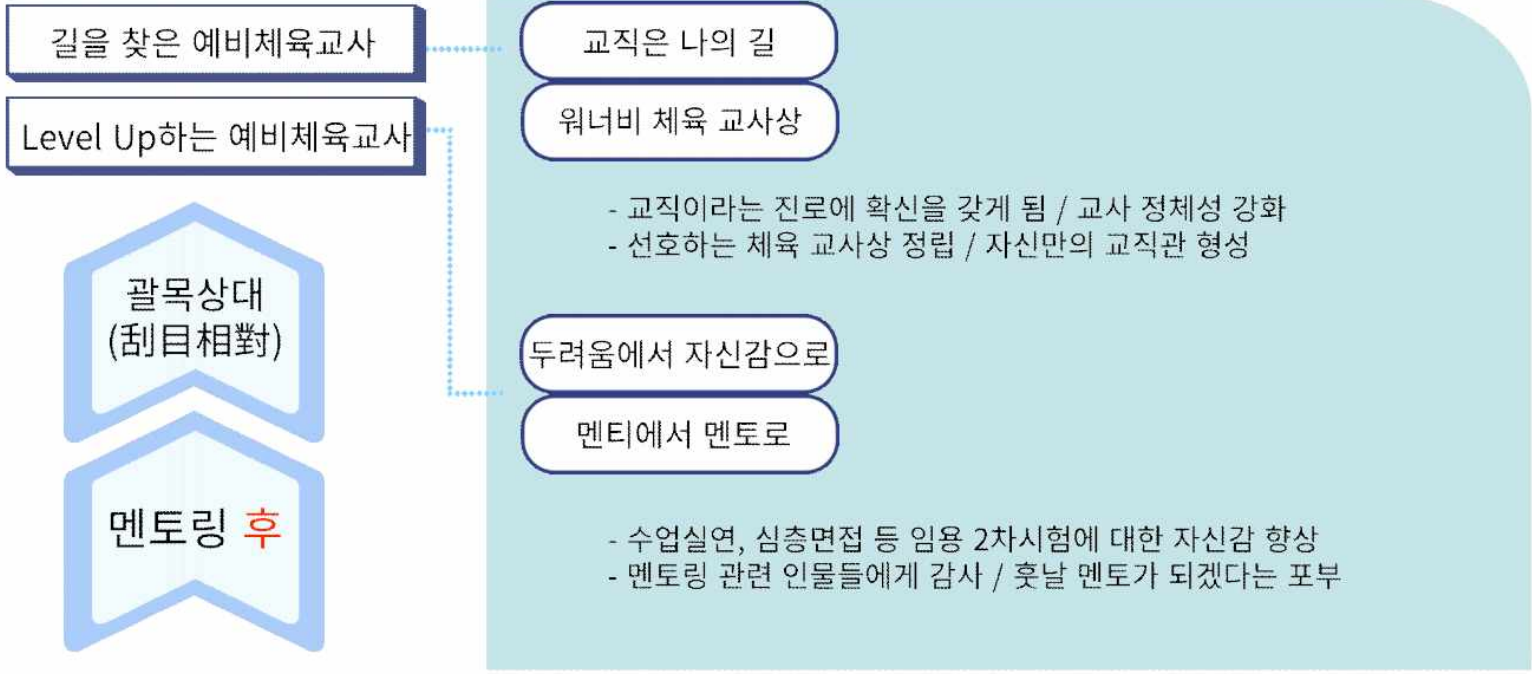 길을 찾은 예비체육교사
교직은 나의 길
Level Up하는 예비체육교사
워너비 체육 교사상
- 교직이라는 진로에 확신을 갖게 됨 / 교사 정체성 강화
- 선호하는 체육 교사상 정립 / 자신만의 교직관 형성
괄목상대
(刮目相對)
두려움에서 자신감으로
멘티에서 멘토로
멘토링 후
- 수업실연, 심층면접 등 임용 2차시험에 대한 자신감 향상
- 멘토링 관련 인물들에게 감사 / 훗날 멘토가 되겠다는 포부